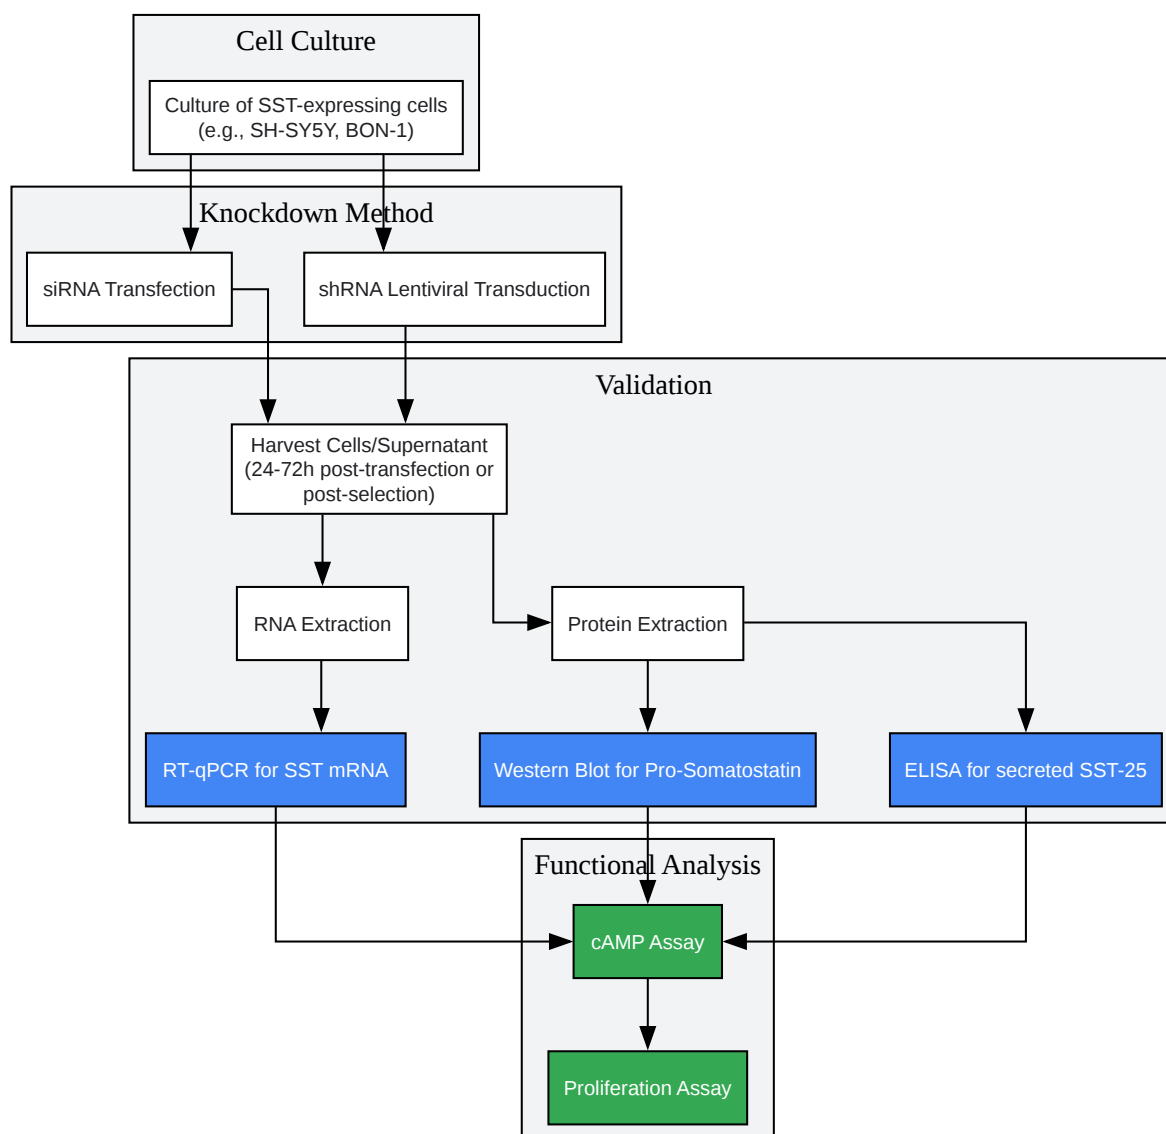 Cell Culture
Culture of SST-expressing cells
(e.g., SH-SY5Y, BON-1)
Knockdown Method
siRNA Transfection
shRNA Lentiviral Transduction
Validation
Harvest Cells/Supernatant
(24-72h post-transfection or
post-selection)
RNA Extraction
Protein Extraction
RT-qPCR for SST mRNA
Western Blot for Pro-Somatostatin
ELISA for secreted SST-25
Functional Analysis
cAMP Assay
Proliferation Assay